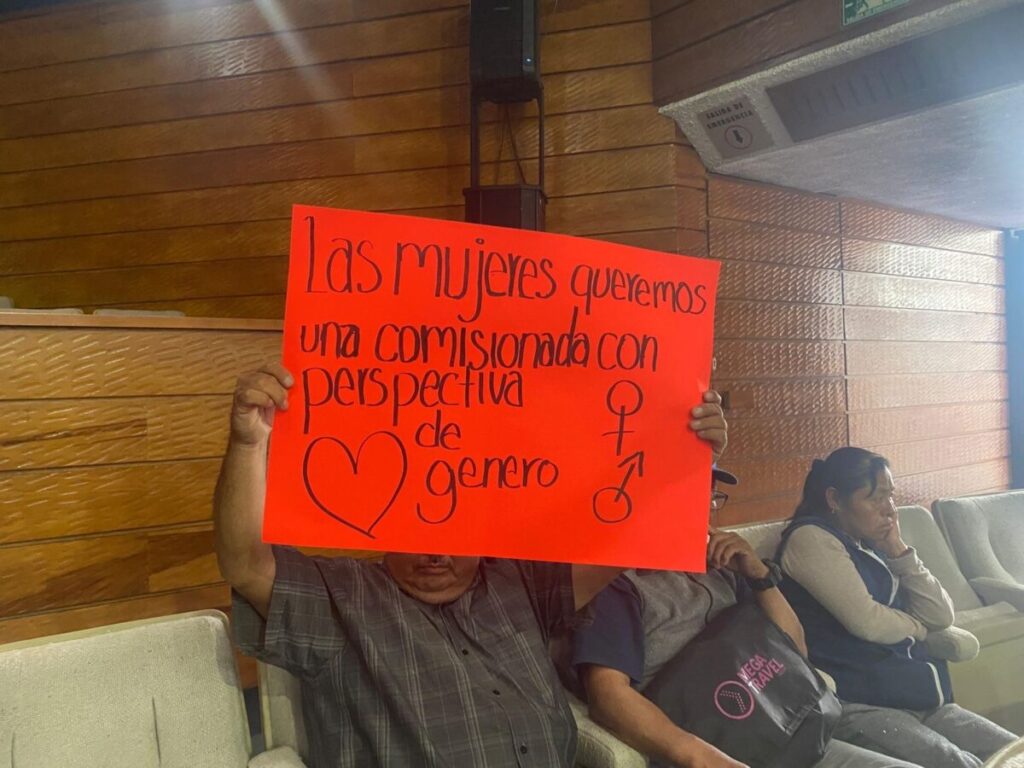 SALIDA DE
EMERGENCIA
Las mujeres queremos
una comisionada con
perspectiva
de
genero
MEGA
TRAVEL